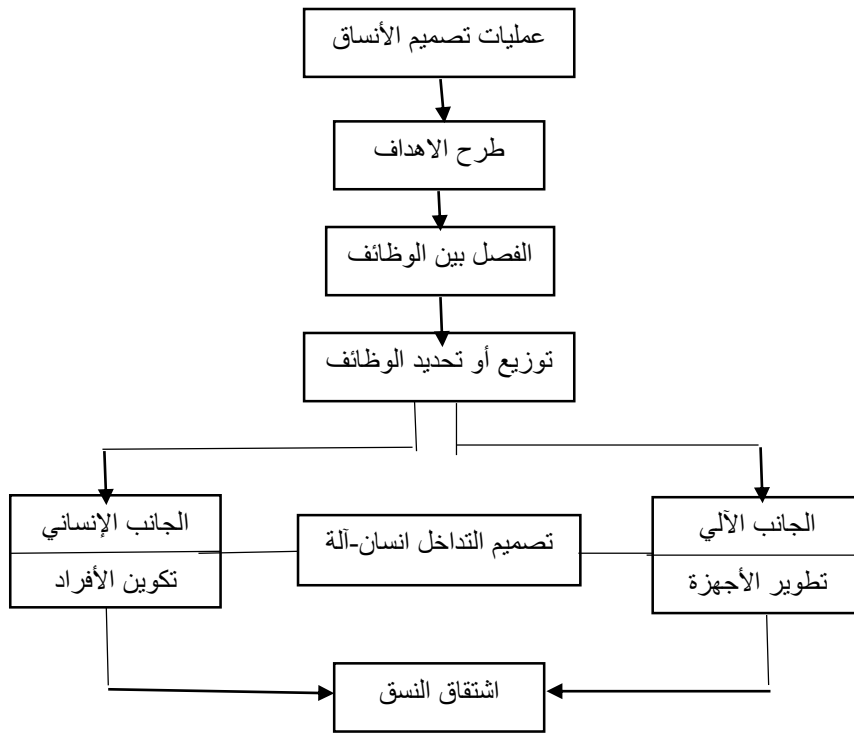 عمليات تصميم الأنساق
طرح الاهداف
الفصل بين الوظائف
توزيع أو تحديد الوظائف
الجانب الآلي
تطوير الأجهزة
تصميم التداخل انسان-آلة
الجانب الإنساني
تكوين الأفراد
اشتقاق النسق